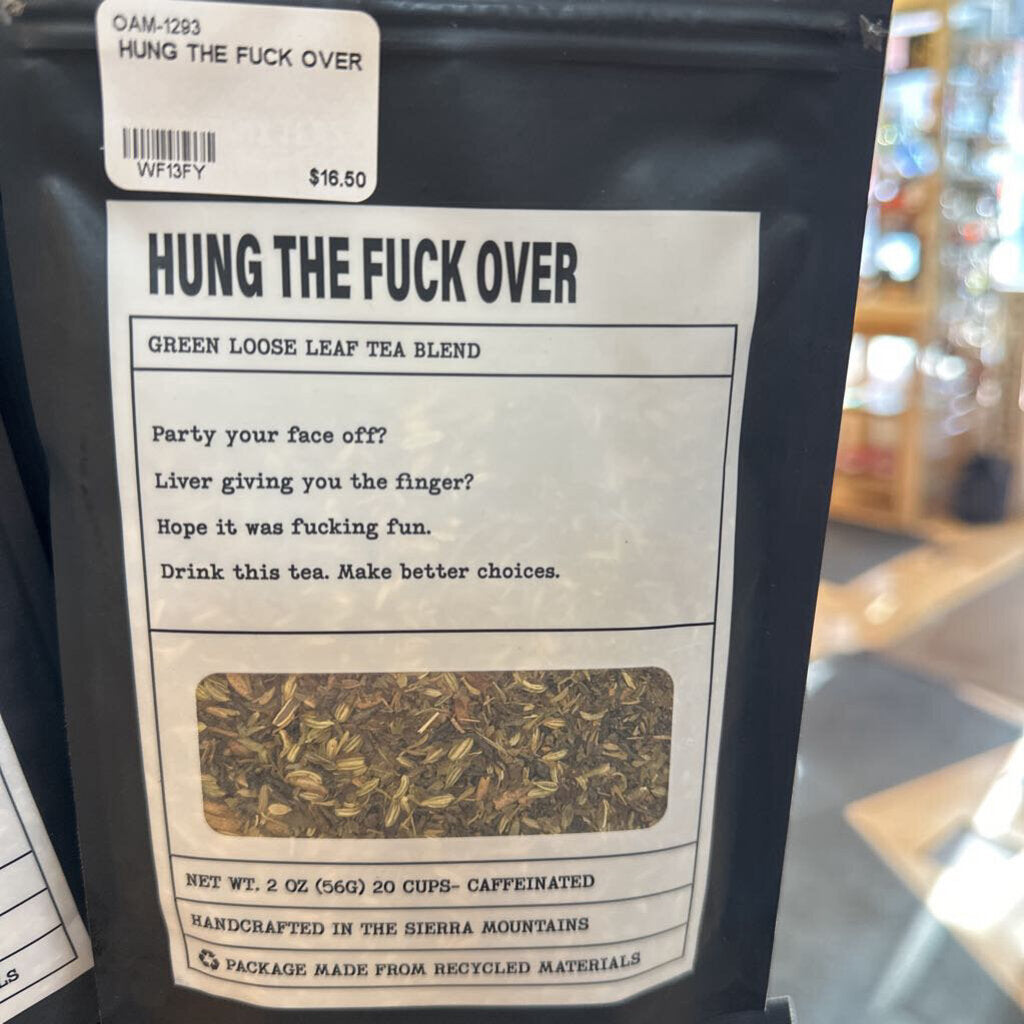 OAM-1293
HUNG THE FUCK OVER
WF13FY
$16.50
HUNG THE FUCK OVER
GREEN LOOSE LEAF TEA BLEND
Party your face off?
Liver giving you the finger?
Hope it was fucking fun.
Drink this tea. Make better choices.
NET WT. 2 OZ (56G) 20 CUPS- CAFFEINATED
HANDCRAFTED IN THE SIERRA MOUNTAINS
PACKAGE MADE FROM RECYCLED MATERIALS
LS